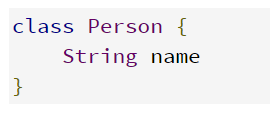 class Person {
    String name
}